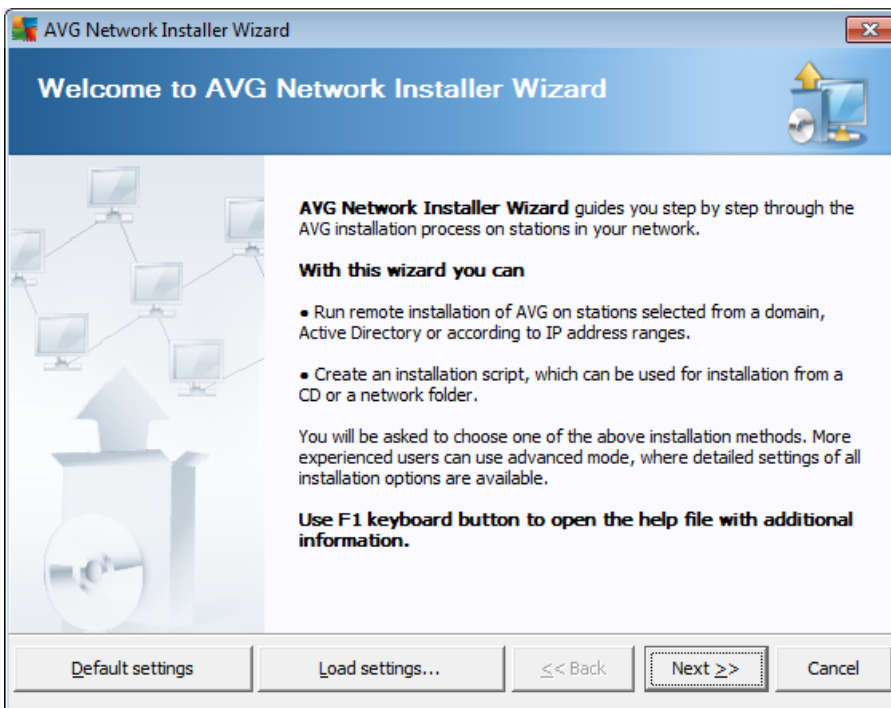 AVG Network Installer Wizard
Welcome to AVG Network Installer Wizard
AVG Network Installer Wizard guides you step by step through the
AVG installation process on stations in your network.
With this wizard you can
● Run remote installation of AVG on stations selected from a domain,
Active Directory or according to IP address ranges.
● Create an installation script, which can be used for installation from a
CD or a network folder.
You will be asked to choose one of the above installation methods. More
experienced users can use advanced mode, where detailed settings of all
installation options are available.
Use F1 keyboard button to open the help file with additional
information.
Default settings
Load settings...
<< Back
Next >>
Cancel